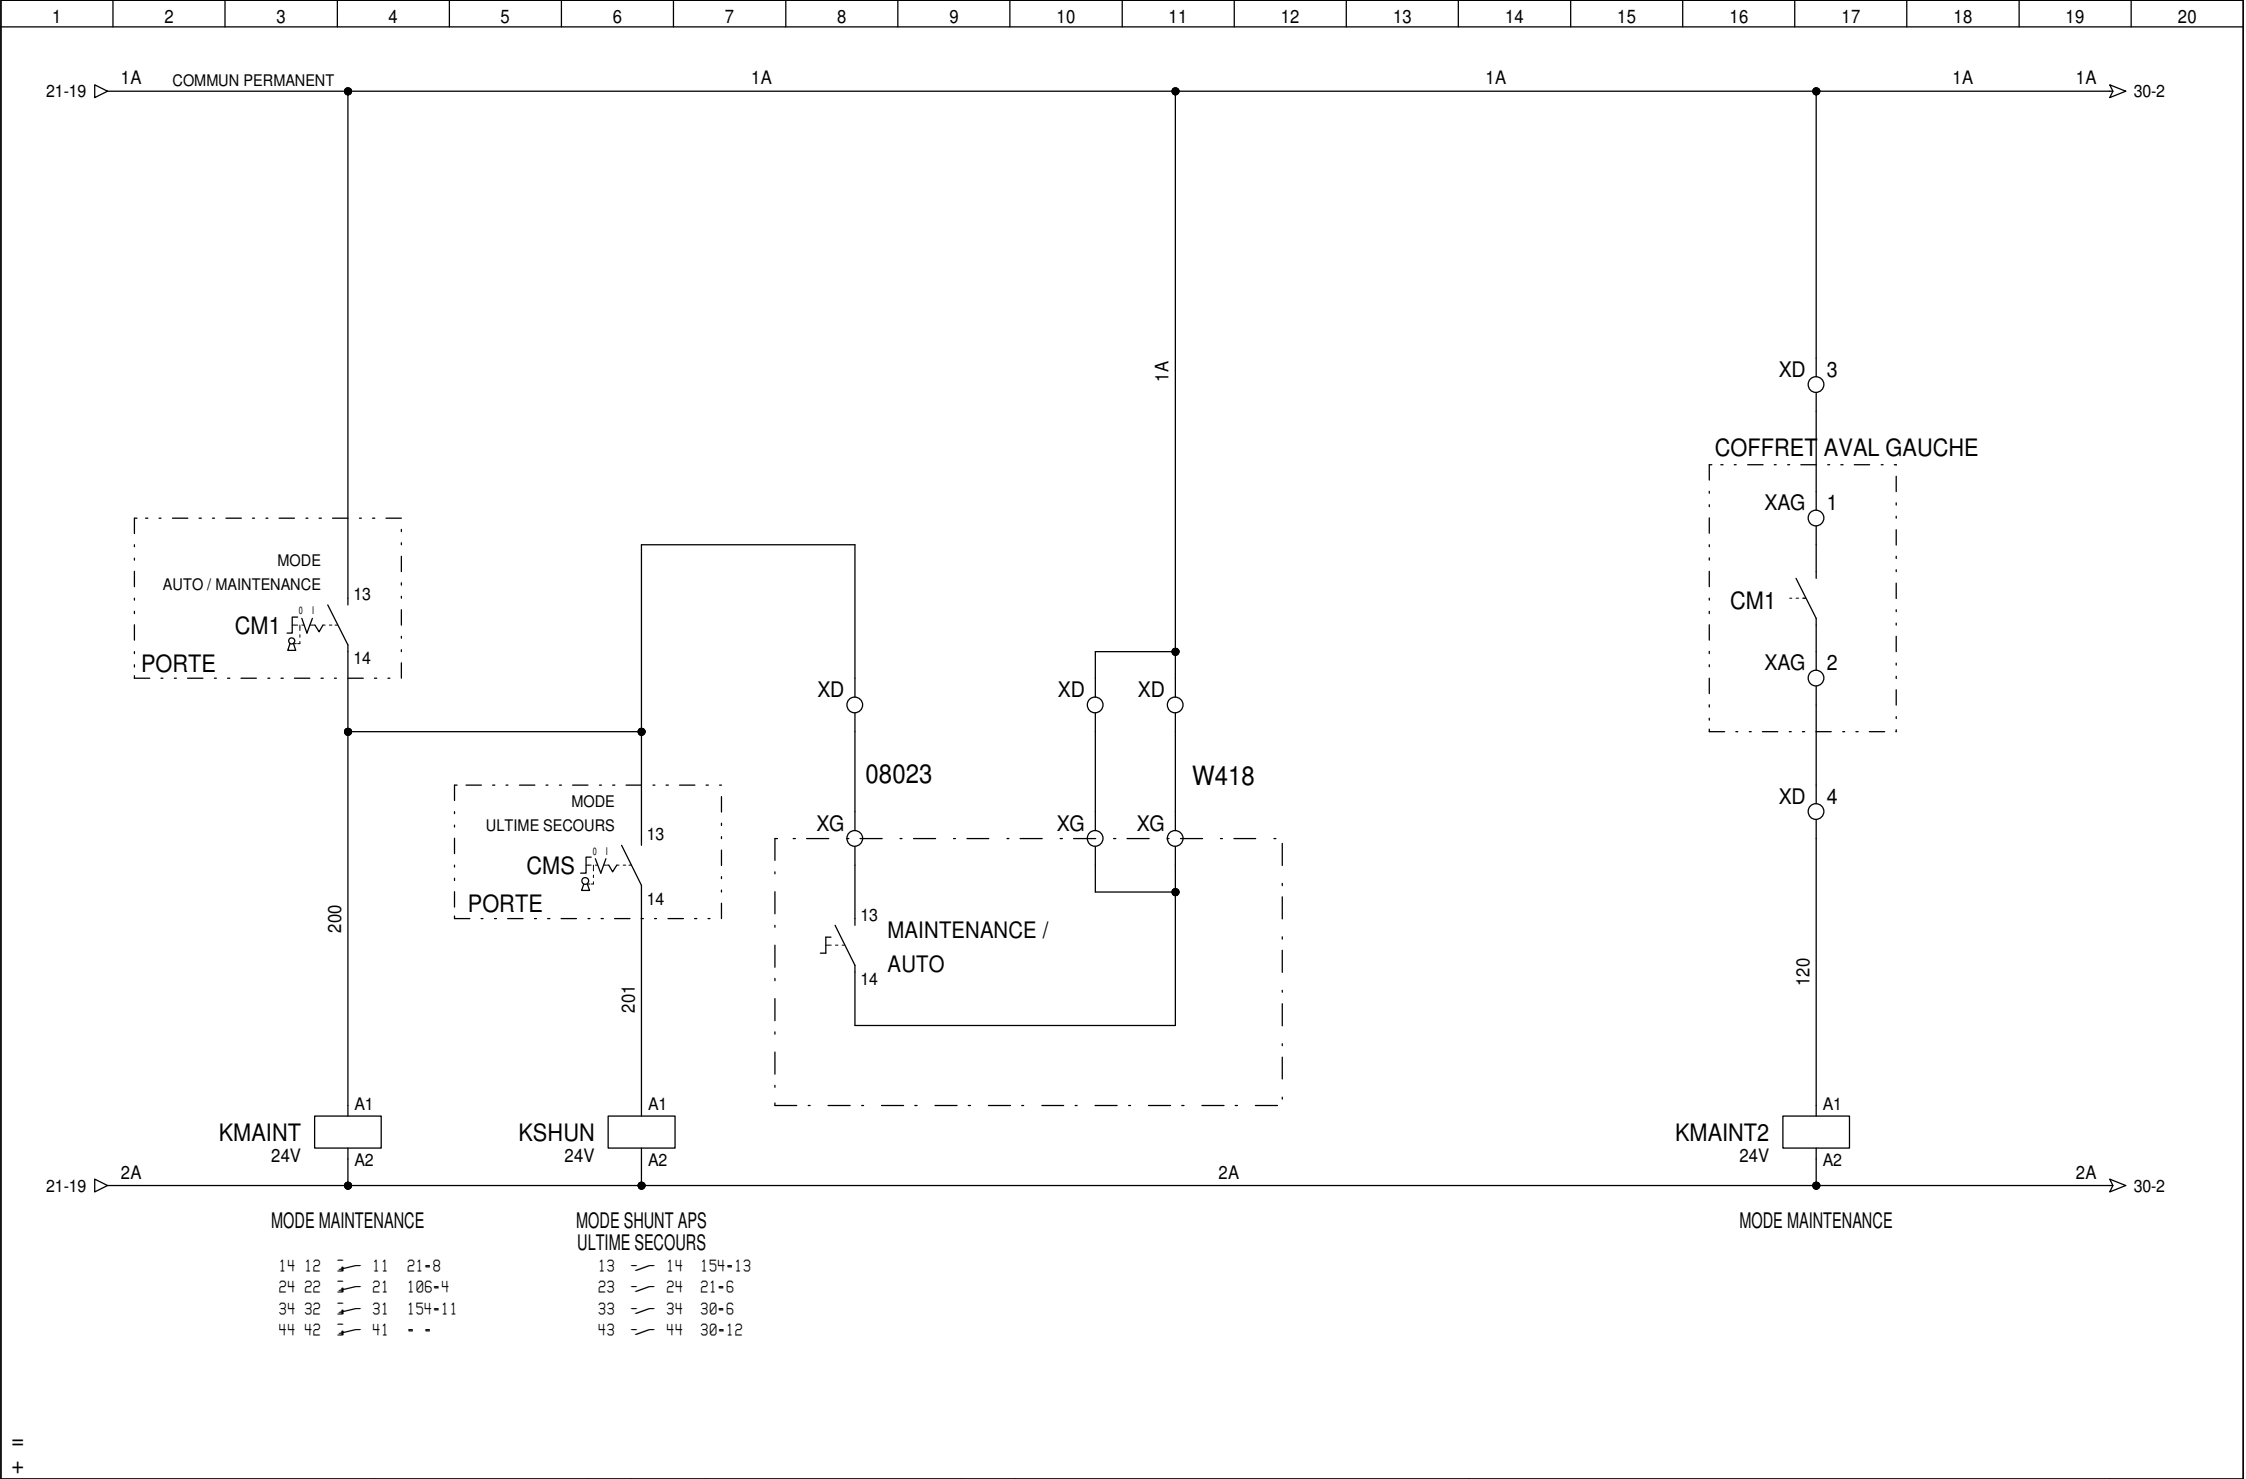 1 2 3 4 5 6 7 8 9 10 11 12 13 14 15 16 17 18 19 20
1A COMMUN PERMANENT 1A 1A 1A 1A
21-19 30-2
1A
XD 3
COFFRET AVAL GAUCHE
XAG 1
MODE
AUTO / MAINTENANCE
13
0 I
CM1
14
PORTE
CM1
XAG 2
XD XD XD
08023 W418
XD 4
MODE
ULTIME SECOURS
13
0 I
CMS
14
PORTE
XG XG XG
200
201
13
MAINTENANCE /
AUTO
14
120
A1 A1 A1
KMAINT KSHUN KMAINT2
24V 24V 24V
A2 A2 A2
2A 2A 2A
21-19 30-2
MODE MAINTENANCE
MODE SHUNT APS
ULTIME SECOURS
MODE MAINTENANCE
14 12 11 21-8
24 22 21 106-4
34 32 31 154-11
44 42 41 - -
13 14 154-13
23 24 21-6
33 34 30-6
43 44 30-12
=
+